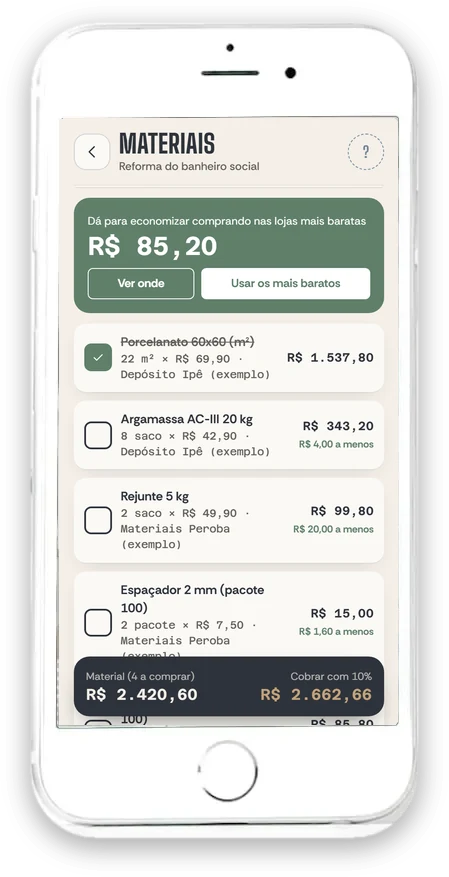 MATERIAIS
?
Reforma do banheiro social
Dá para economizar comprando nas lojas mais baratas
R$ 85,20
Ver onde
Usar os mais baratos
Porcelanato 60x60 (m²)
22 m² × R$ 69,90 ·
Depósito Ipê (exemplo)
R$ 1.537,80
Argamassa AC-III 20 kg
8 saco × R$ 42,90 ·
Depósito Ipê (exemplo)
R$ 343,20
R$ 4,00 a menos
Rejunte 5 kg
2 saco × R$ 49,90 ·
Materiais Peroba
(exemplo)
R$ 99,80
R$ 20,00 a menos
Espaçador 2 mm (pacote
100)
2 pacote × R$ 7,50 ·
Materiais Peroba
(exemplo)
R$ 15,00
R$ 1,60 a menos
Material (4 a comprar)
Cobrar com 10%
R$ 2.420,60
R$ 2.662,66
100)
R$ 85,80